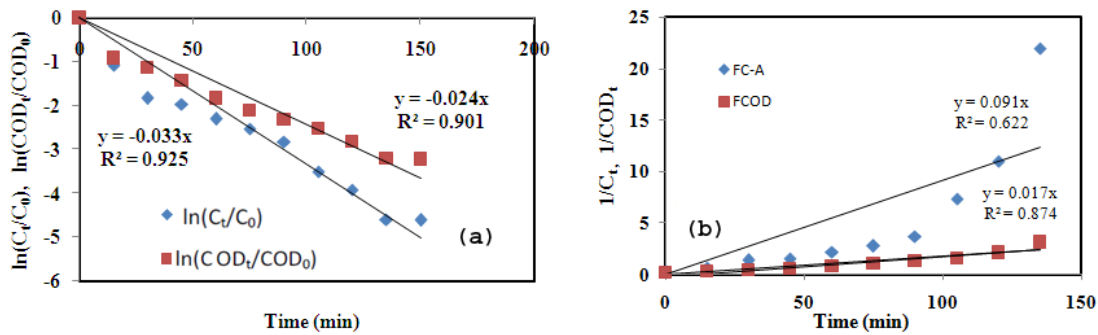 0
-1
-2
-3
-4
-5
-6
0 50 100 150 200
y = -0.033x
R² = 0.925
y = -0.024x
R² = 0.901
ln(Cₜ/C₀)
ln(CODₜ/COD₀)
(a)
ln(Cₜ/C₀), ln(CODₜ/COD₀)
Time (min)
25
20
15
10
5
0
0 50 100 150
FC-A
FCOD
y = 0.091x
R² = 0.622
y = 0.017x
R² = 0.874
(b)
1/Cₜ, 1/CODₜ
Time (min)